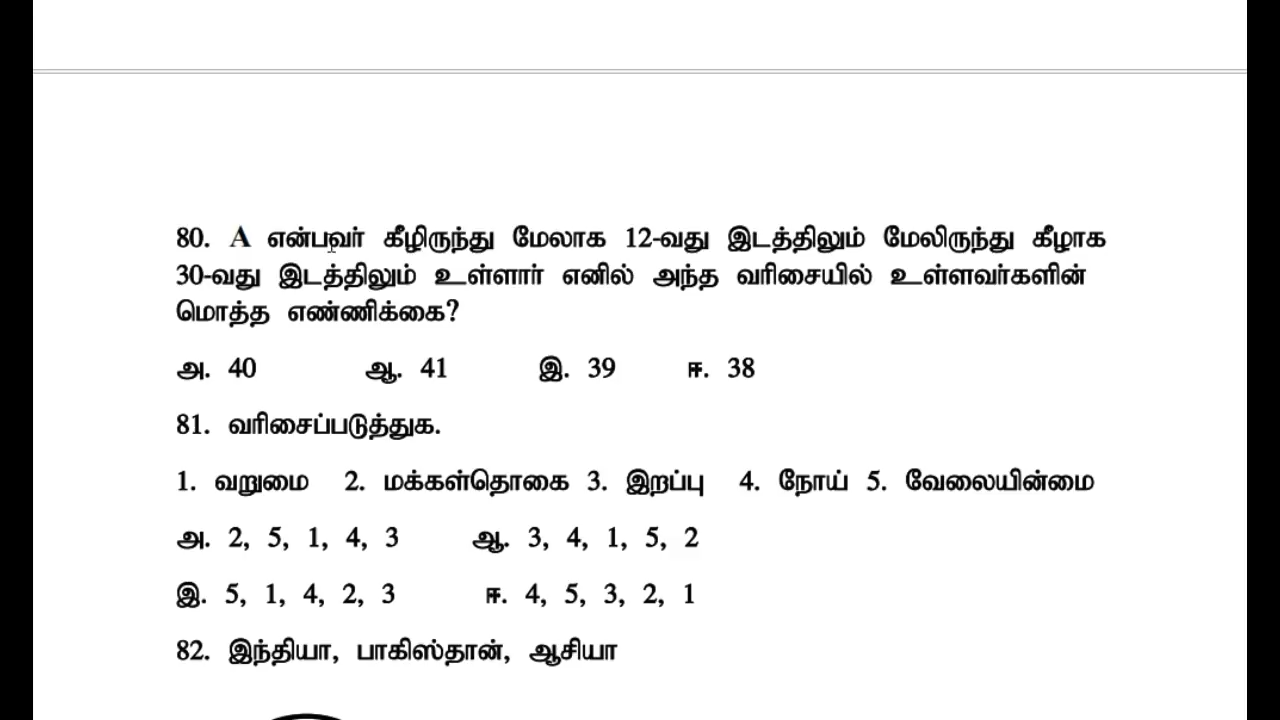 80. A என்பவர் கீழிருந்து மேலாக 12-வது இடத்திலும் மேலிருந்து கீழாக
30-வது இடத்திலும் உள்ளார் எனில் அந்த வரிசையில் உள்ளவர்களின்
மொத்த எண்ணிக்கை?
அ. 40 ஆ. 41 இ. 39 ஈ. 38
81. வரிசைப்படுத்துக.
1. வறுமை 2. மக்கள்தொகை 3. இறப்பு 4. நோய் 5. வேலையின்மை
அ. 2, 5, 1, 4, 3 ஆ. 3, 4, 1, 5, 2
இ. 5, 1, 4, 2, 3 ஈ. 4, 5, 3, 2, 1
82. இந்தியா, பாகிஸ்தான், ஆசியா